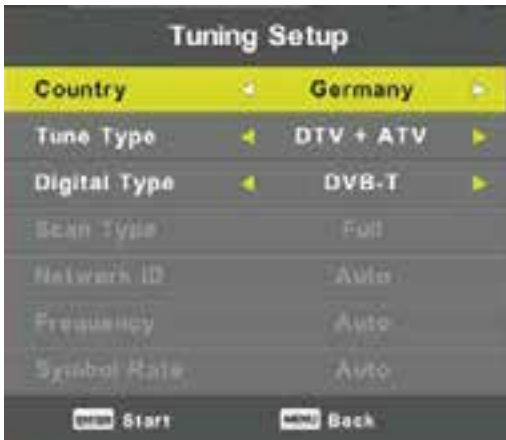 Tuning Setup
Country Germany
Tune Type DTV + ATV
Digital Type DVB-T
Scan Type Full
Network ID Auto
Frequency Auto
Symbol Rate Auto
ENTER Start MENU Back